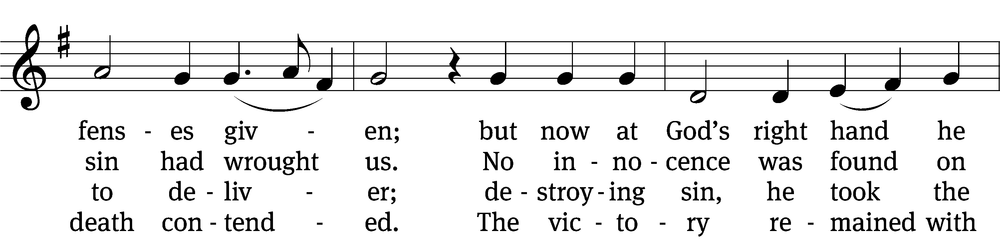 fens - es giv - en; but now at God’s right hand he
sin had wrought us. No in - no - cence was found on
to de - liv - er; de - stroy - ing sin, he took the
death con - tend - ed. The vic - to - ry re - mained with